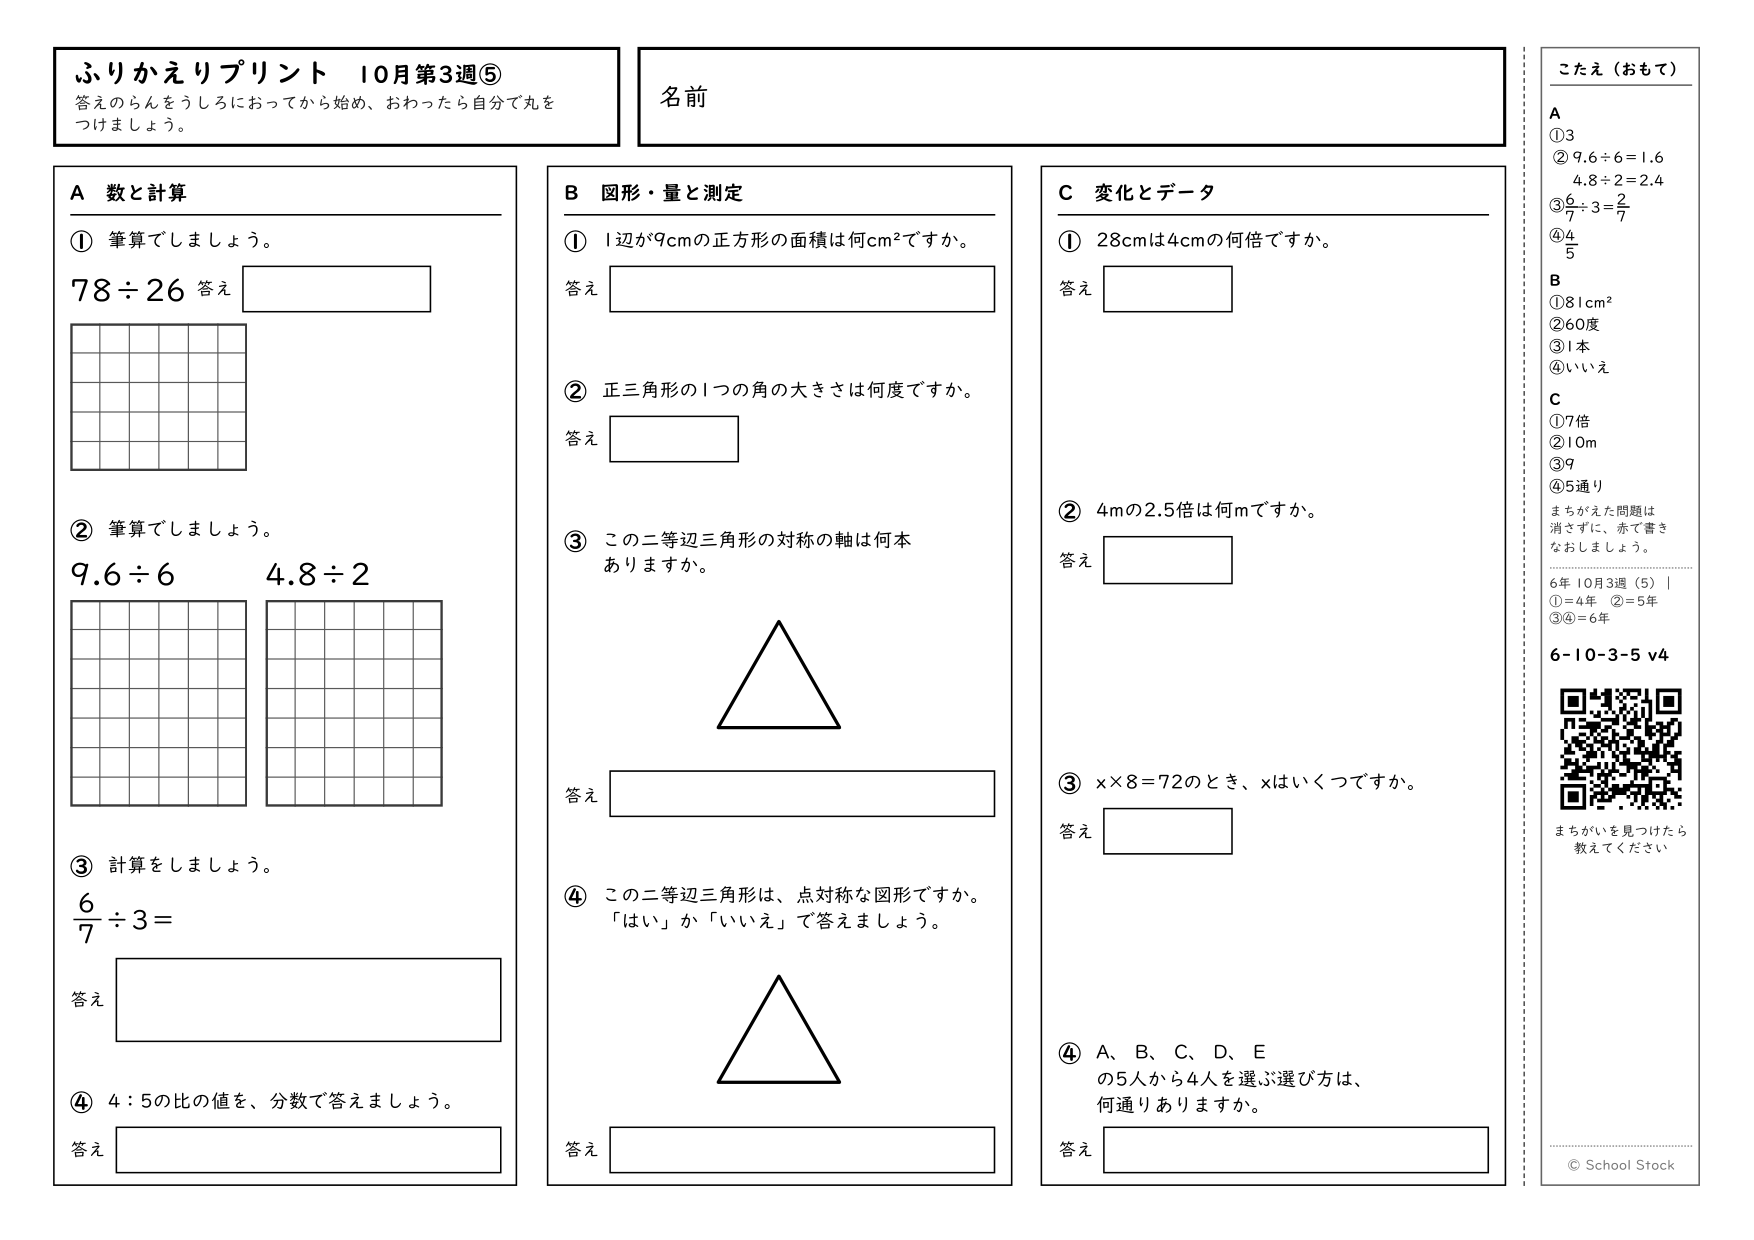 ふりかえりプリント　10月第3週⑤
答えのらんをうしろにおってから始め、おわったら自分で丸を
つけましょう。
名前
A　数と計算
① 筆算でしましょう。
78÷26 答え
② 筆算でしましょう。
9.6÷6　4.8÷2
③ 計算をしましょう。
6/7÷3＝
答え
④ 4：5の比の値を、分数で答えましょう。
答え
B　図形・量と測定
① 1辺が9cmの正方形の面積は何cm²ですか。
答え
② 正三角形の1つの角の大きさは何度ですか。
答え
③ この二等辺三角形の対称の軸は何本
ありますか。
答え
④ この二等辺三角形は、点対称な図形ですか。
「はい」か「いいえ」で答えましょう。
答え
C　変化とデータ
① 28cmは4cmの何倍ですか。
答え
② 4mの2.5倍は何mですか。
答え
③ x×8＝72のとき、xはいくつですか。
答え
④ A、 B、 C、 D、 E
の5人から4人を選ぶ選び方は、
何通りありますか。
答え
こたえ（おもて）
A
①3
② 9.6÷6＝1.6
4.8÷2＝2.4
③6/7÷3＝2/7
④4/5
B
①81cm²
②60度
③1本
④いいえ
C
①7倍
②10m
③9
④5通り
まちがえた問題は
消さずに、赤で書き
なおしましょう。
6年 10月3週（5）｜
①＝4年　②＝5年
③④＝6年
6-10-3-5 v4
まちがいを見つけたら
教えてください
© School Stock